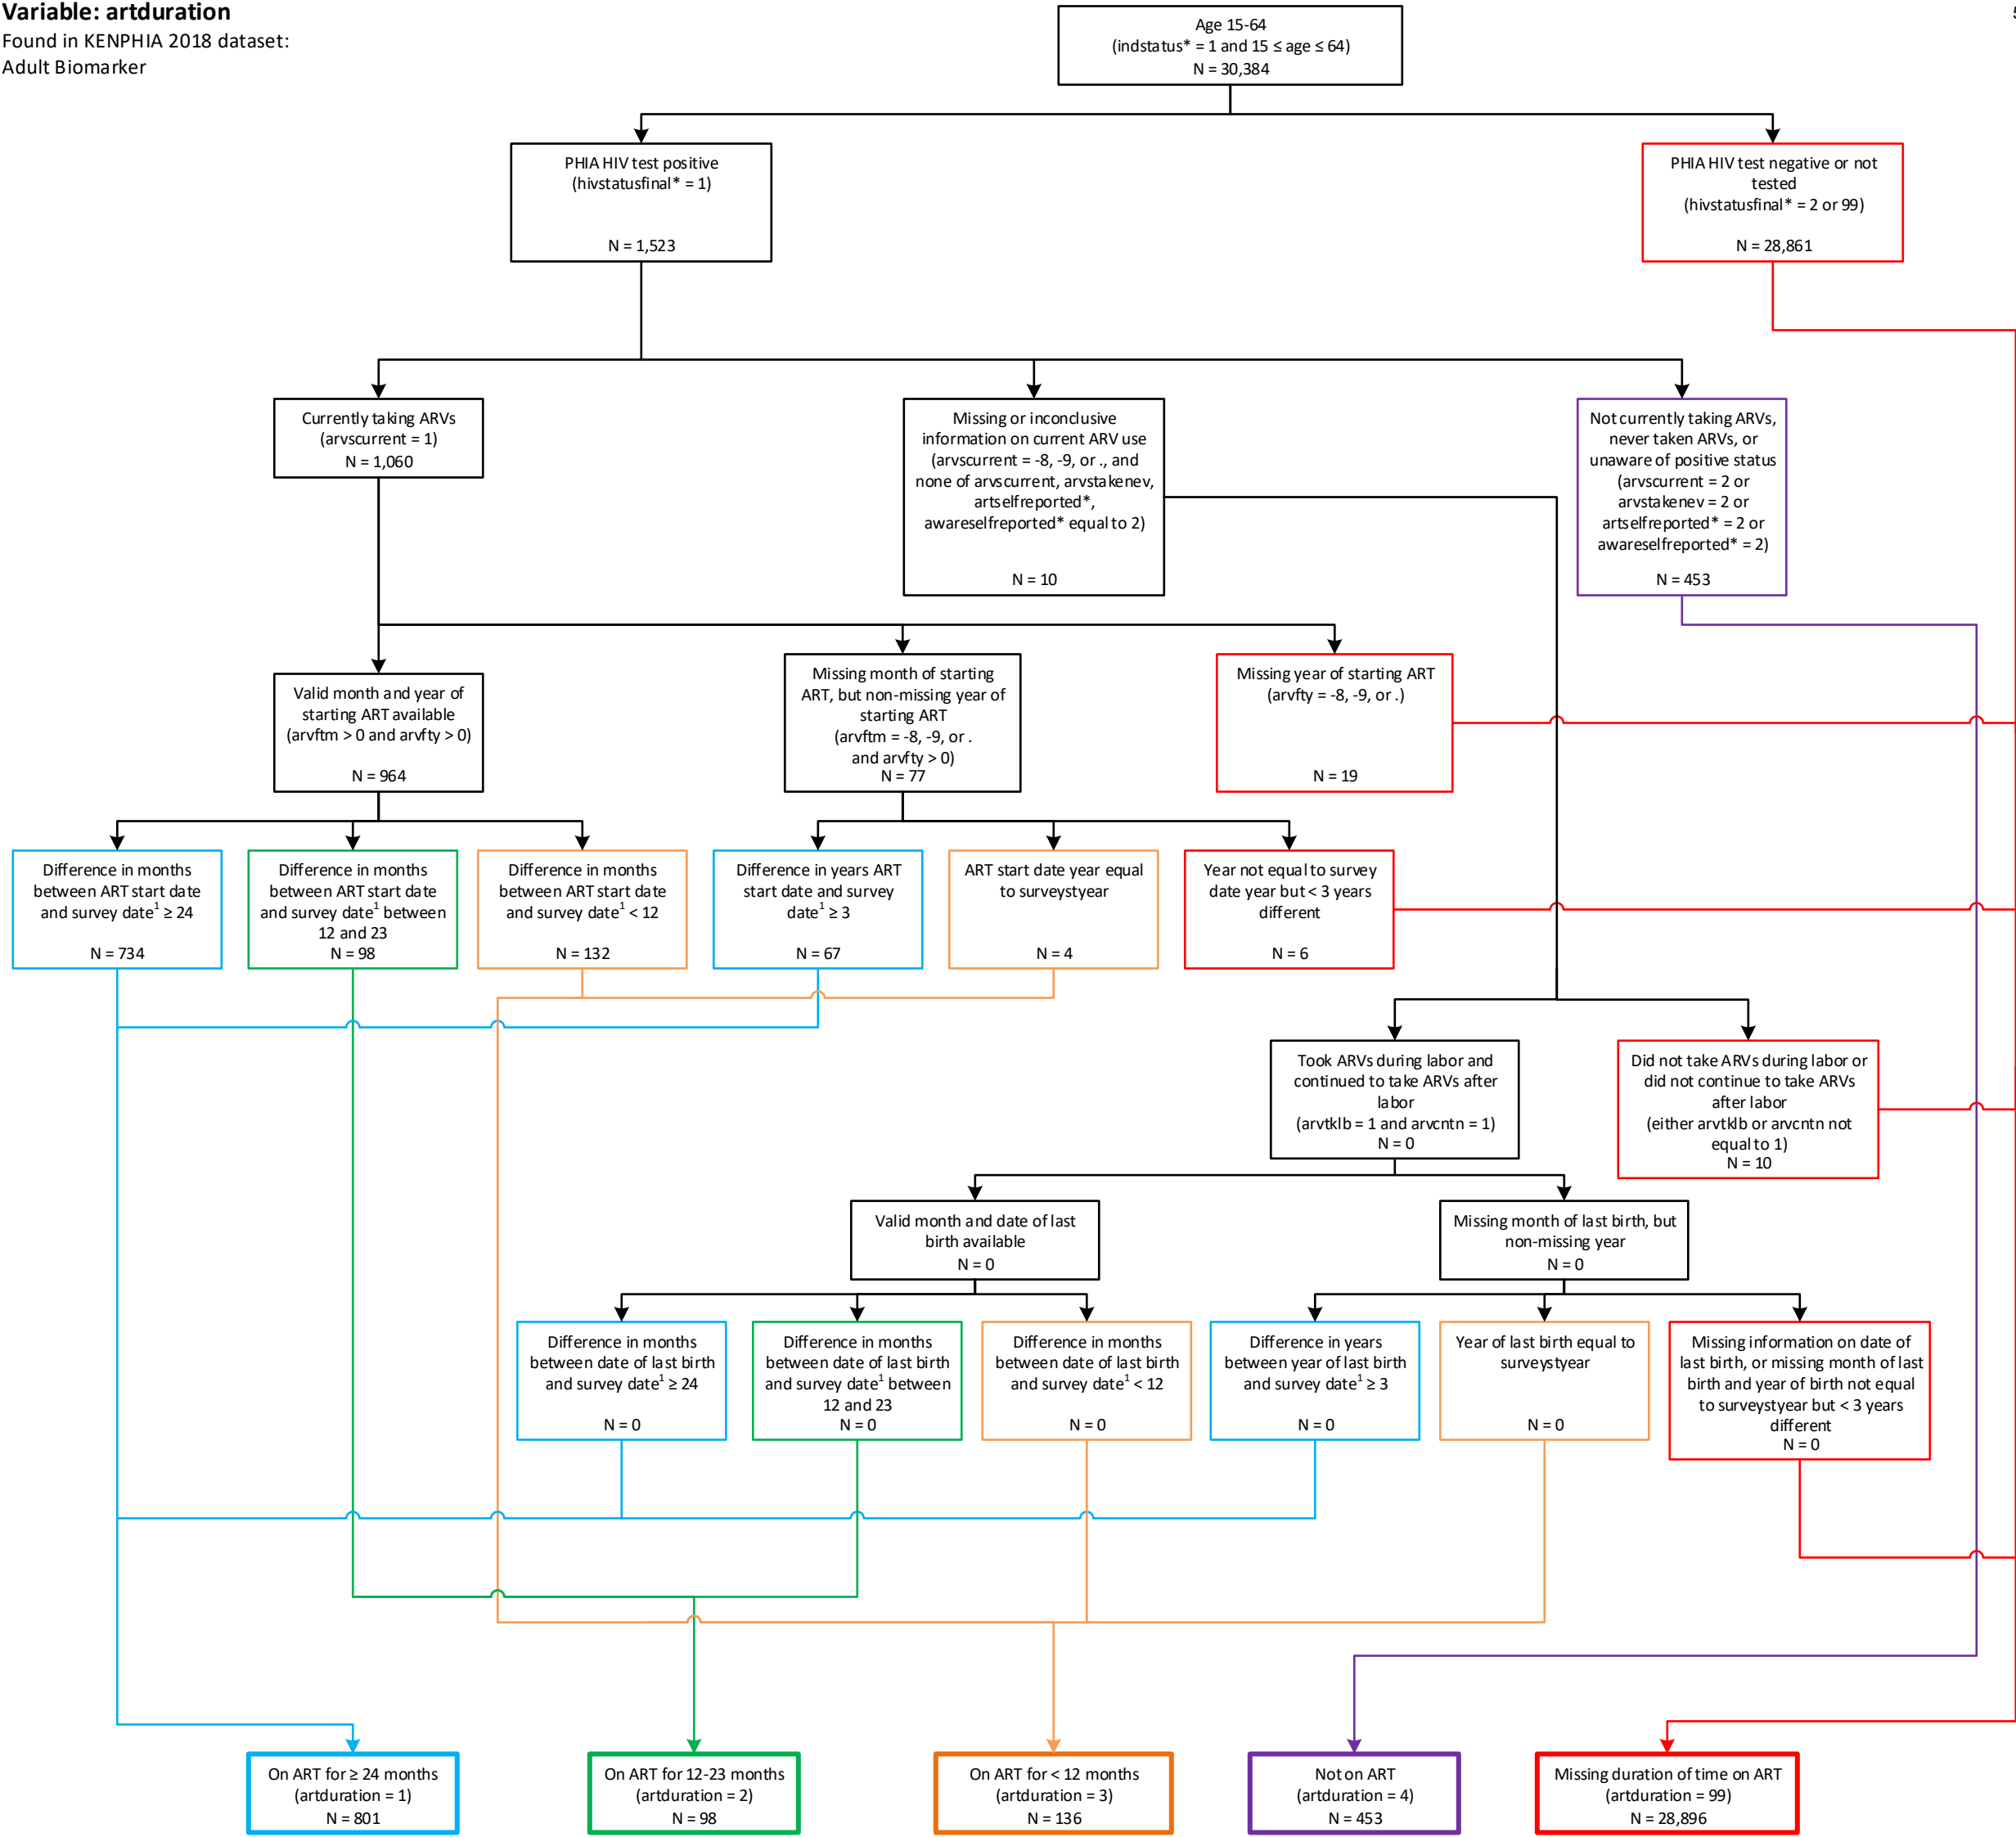 Variable: artduration
Found in KENPHIA 2018 dataset:
Adult Biomarker
Age 15-64
(indstatus* = 1 and 15 ≤ age ≤ 64)
N = 30,384
PHIA HIV test positive
(hivstatusfinal* = 1)
N = 1,523
PHIA HIV test negative or not
tested
(hivstatusfinal* = 2 or 99)
N = 28,861
Currently taking ARVs
(arvscurrent = 1)
N = 1,060
Missing or inconclusive
information on current ARV use
(arvscurrent = -8, -9, or ., and
none of arvscurrent, arvstakenev,
artselfreported*,
awareselfreported* equal to 2)
N = 10
Not currently taking ARVs,
never taken ARVs, or
unaware of positive status
(arvscurrent = 2 or
arvstakenev = 2 or
artselfreported* = 2 or
awareselfreported* = 2)
N = 453
Valid month and year of
starting ART available
(arvftm > 0 and arvfty > 0)
N = 964
Missing month of starting
ART, but non-missing year of
starting ART
(arvftm = -8, -9, or .
and arvfty > 0)
N = 77
Missing year of starting ART
(arvfty = -8, -9, or .)
N = 19
Difference in months
between ART start date
and survey date¹ ≥ 24
N = 734
Difference in months
between ART start date
and survey date¹ between
12 and 23
N = 98
Difference in months
between ART start date
and survey date¹ < 12
N = 132
Difference in years ART
start date and survey
date¹ ≥ 3
N = 67
ART start date year equal
to surveystyear
N = 4
Year not equal to survey
date year but < 3 years
different
N = 6
Took ARVs during labor and
continued to take ARVs after
labor
(arvtklb = 1 and arvcntn = 1)
N = 0
Did not take ARVs during labor or
did not continue to take ARVs
after labor
(either arvtklb or arvcntn not
equal to 1)
N = 10
Valid month and date of last
birth available
N = 0
Missing month of last birth, but
non-missing year
N = 0
Difference in months
between date of last birth
and survey date¹ ≥ 24
N = 0
Difference in months
between date of last birth
and survey date¹ between
12 and 23
N = 0
Difference in months
between date of last birth
and survey date¹ < 12
N = 0
Difference in years
between year of last birth
and survey date¹ ≥ 3
N = 0
Year of last birth equal to
surveystyear
N = 0
Missing information on date of
last birth, or missing month of last
birth and year of birth not equal
to surveystyear but < 3 years
different
N = 0
On ART for ≥ 24 months
(artduration = 1)
N = 801
On ART for 12-23 months
(artduration = 2)
N = 98
On ART for < 12 months
(artduration = 3)
N = 136
Not on ART
(artduration = 4)
N = 453
Missing duration of time on ART
(artduration = 99)
N = 28,896